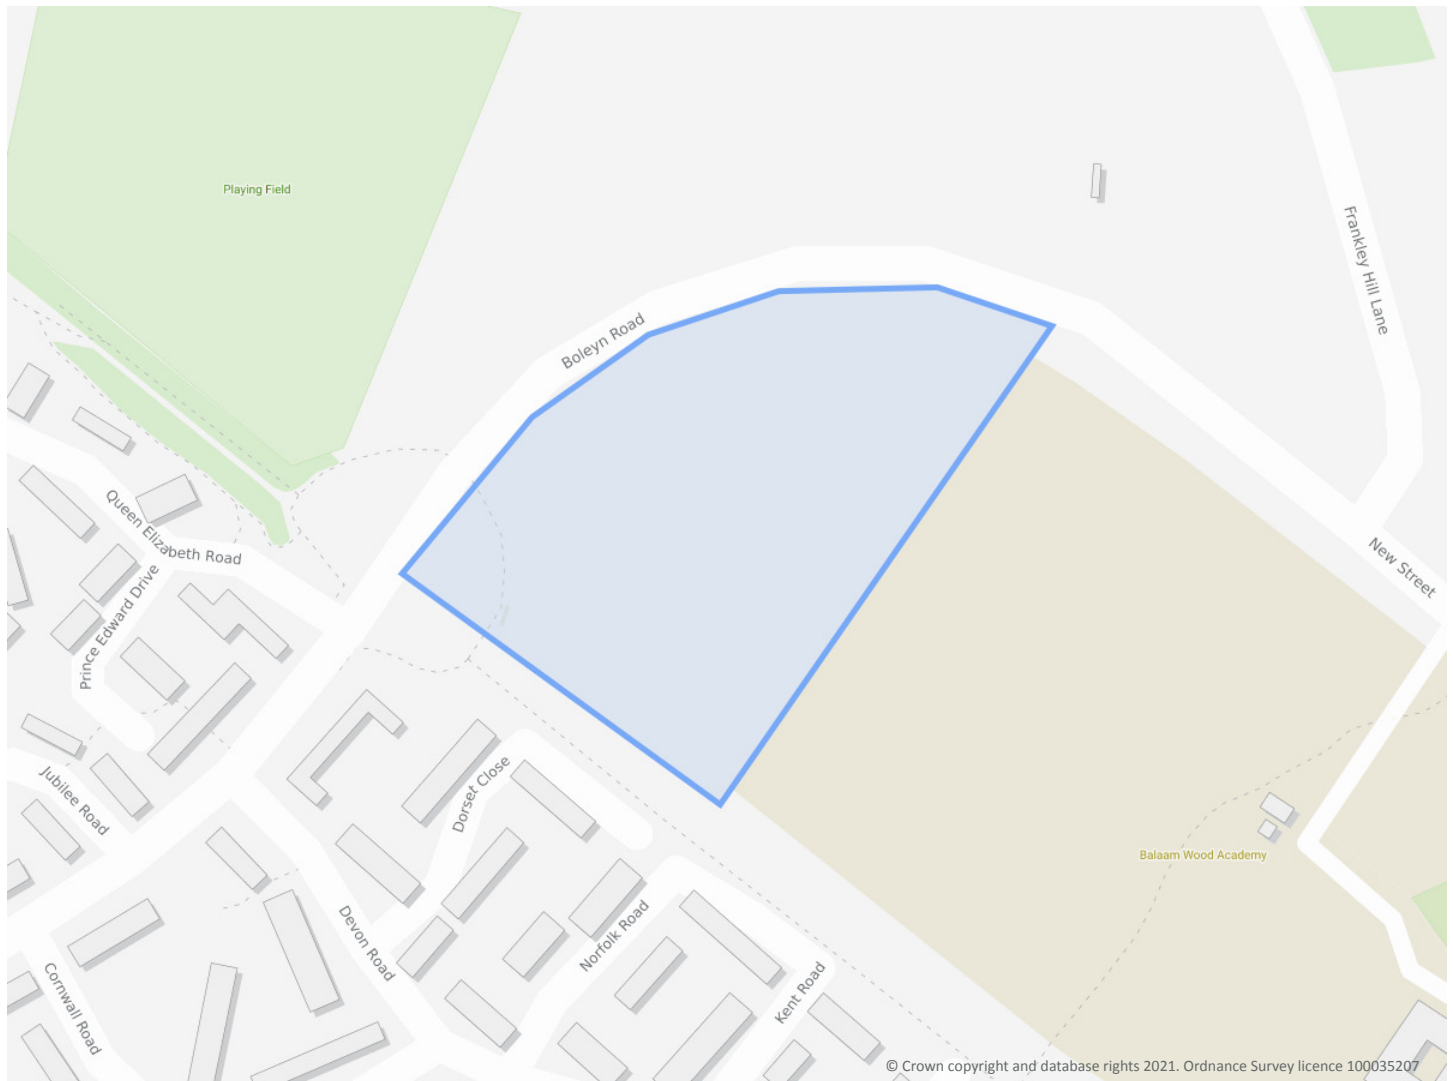 Playing Field
Frankley Hill Lane
Boleyn Road
Queen Elizabeth Road
New Street
Prince Edward Drive
Jubilee Road
Dorset Close
Balaam Wood Academy
Devon Road
Norfolk Road
Kent Road
Cornwall Road
© Crown copyright and database rights 2021. Ordnance Survey licence 100035207